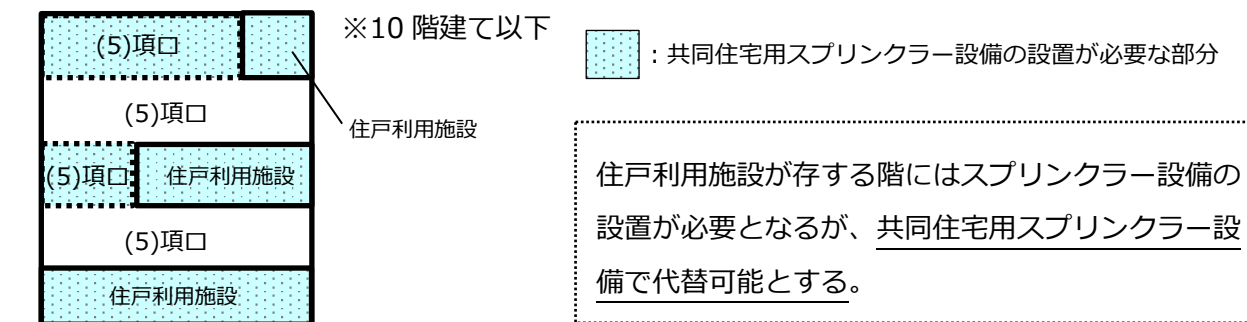 (5)項ロ
※10 階建て以下
(5)項ロ
住戸利用施設
(5)項ロ
住戸利用施設
(5)項ロ
住戸利用施設
：共同住宅用スプリンクラー設備の設置が必要な部分
住戸利用施設が存する階にはスプリンクラー設備の
設置が必要となるが、共同住宅用スプリンクラー設
備で代替可能とする。